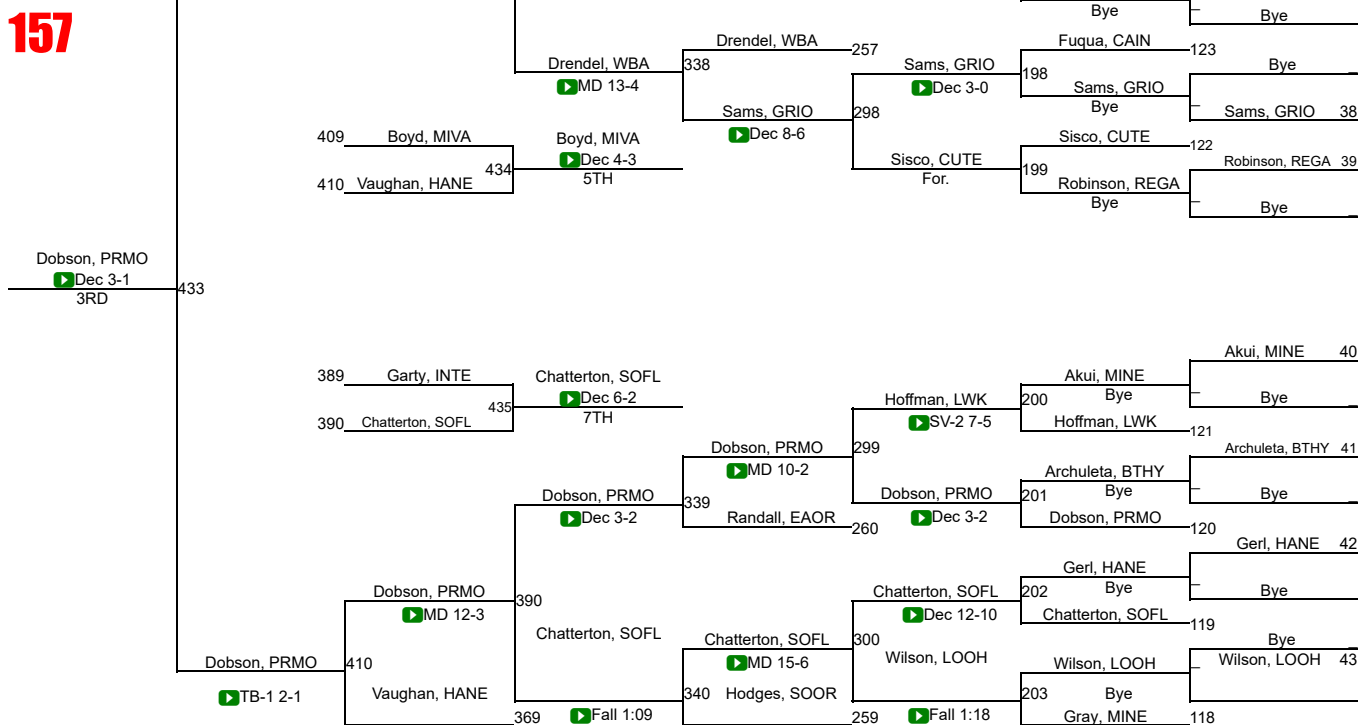 157
Bye
Bye
Drendel, WBA
257
Fuqua, CAIN
123
Drendel, WBA
338
MD 13-4
Sams, GRIO
Dec 3-0
198
Bye
Sams, GRIO
Bye
Sams, GRIO
Dec 8-6
298
Sams, GRIO 38
409 Boyd, MIVA
Boyd, MIVA
Dec 4-3
5TH
434
410 Vaughan, HANE
Sisco, CUTE
For.
Sisco, CUTE
122
199
Robinson, REGA 39
Robinson, REGA
Bye
Bye
Dobson, PRMO
Dec 3-1
3RD
433
389 Garty, INTE
Chatterton, SOFL
Dec 6-2
7TH
435
390 Chatterton, SOFL
Akui, MINE 40
Akui, MINE
Bye
Bye
Hoffman, LWK
SV-2 7-5
200
Hoffman, LWK
121
Dobson, PRMO
MD 10-2
299
Archuleta, BTHY 41
Archuleta, BTHY
Bye
Bye
Dobson, PRMO
Dec 3-2
339
Dobson, PRMO
Dec 3-2
201
Dobson, PRMO
120
Randall, EAOR
260
Gerl, HANE 42
Gerl, HANE
Bye
Bye
Dobson, PRMO
MD 12-3
390
Chatterton, SOFL
Dec 12-10
202
Chatterton, SOFL
119
Chatterton, SOFL
Chatterton, SOFL
MD 15-6
300
Wilson, LOOH
Bye
Wilson, LOOH 43
Wilson, LOOH
Dobson, PRMO
TB-1 2-1
410
Vaughan, HANE
369
Fall 1:09
340
Hodges, SOOR
259
Fall 1:18
203
Bye
Gray, MINE
118